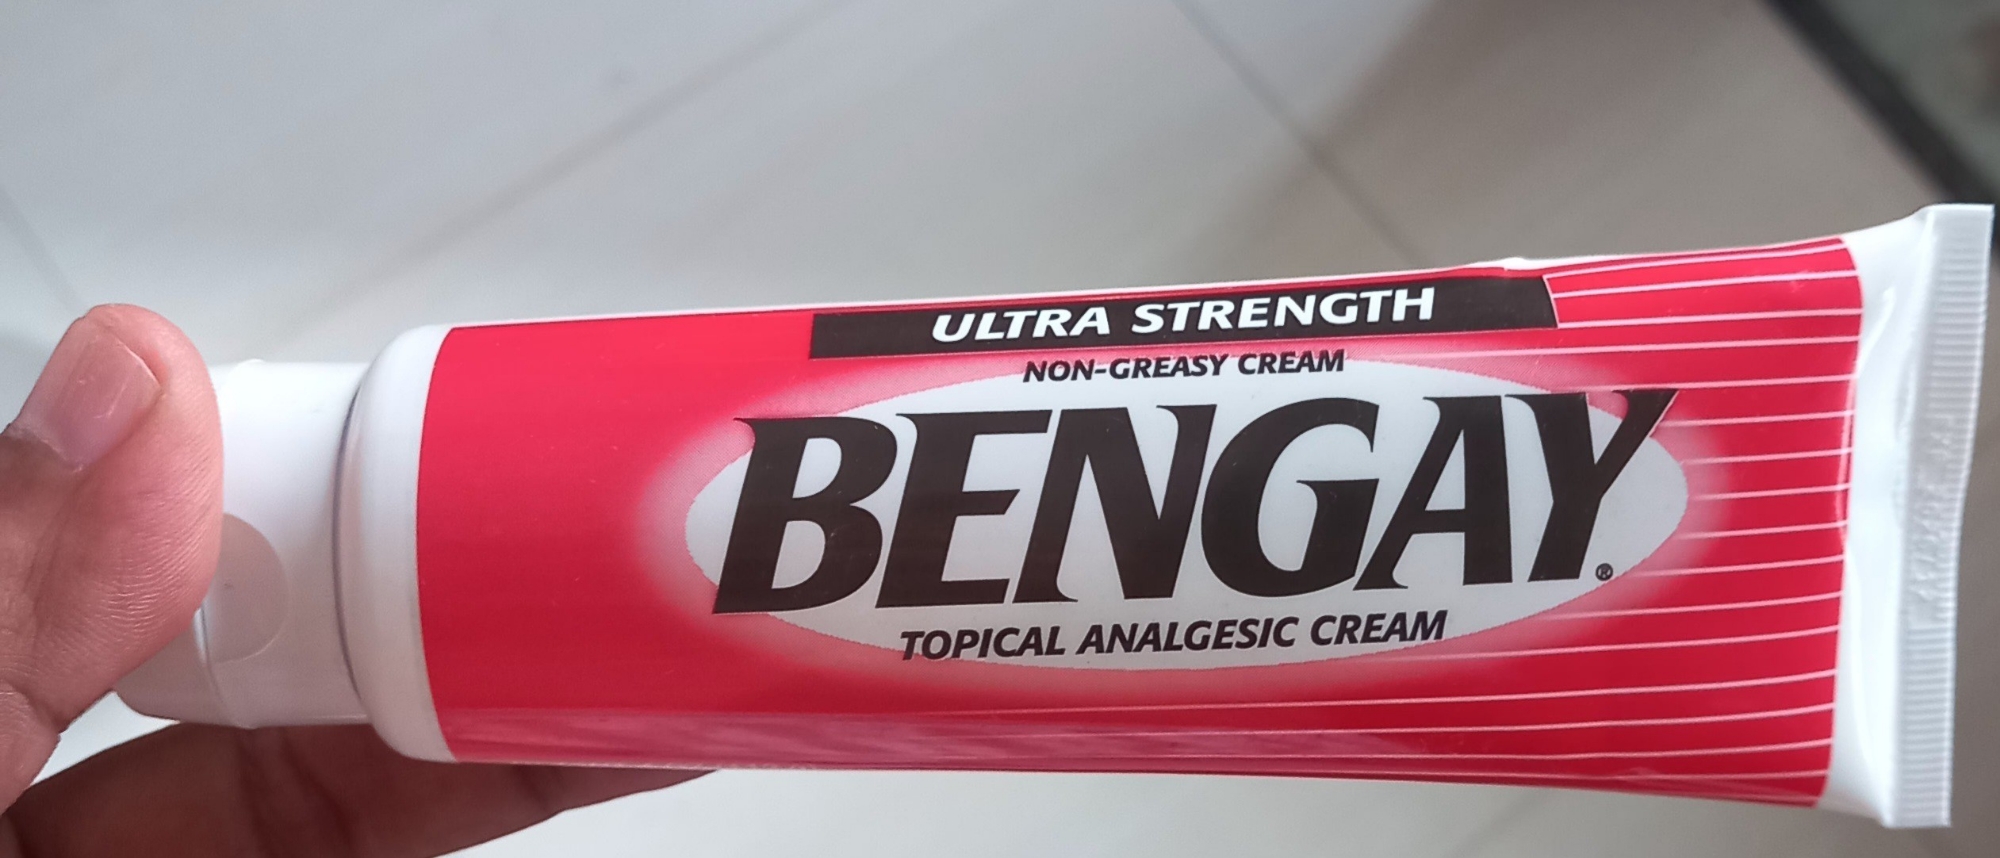 ULTRA STRENGTH
NON-GREASY CREAM
BENGAY®
TOPICAL ANALGESIC CREAM